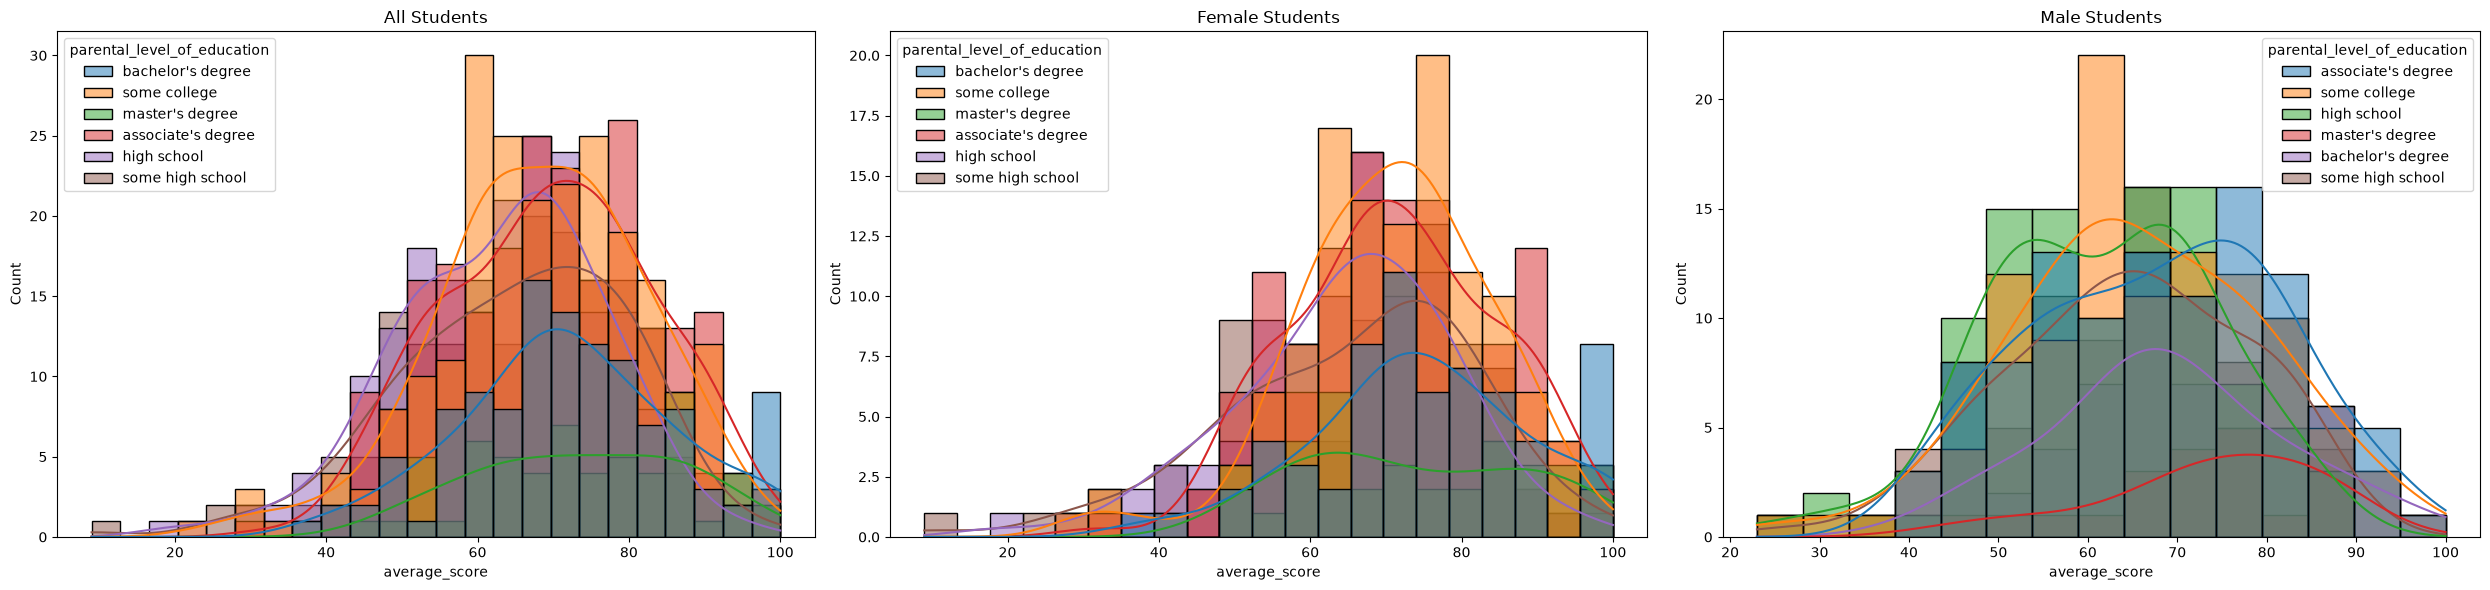 All Students
parental_level_of_education
bachelor's degree
some college
master's degree
associate's degree
high school
some high school
30
25
20
15
10
5
0
Count
20
40
60
80
100
average_score
Female Students
parental_level_of_education
bachelor's degree
some college
master's degree
associate's degree
high school
some high school
20.0
17.5
15.0
12.5
10.0
7.5
5.0
2.5
0.0
Count
20
40
60
80
100
average_score
Male Students
parental_level_of_education
associate's degree
some college
high school
master's degree
bachelor's degree
some high school
20
15
10
5
0
Count
20
30
40
50
60
70
80
90
100
average_score